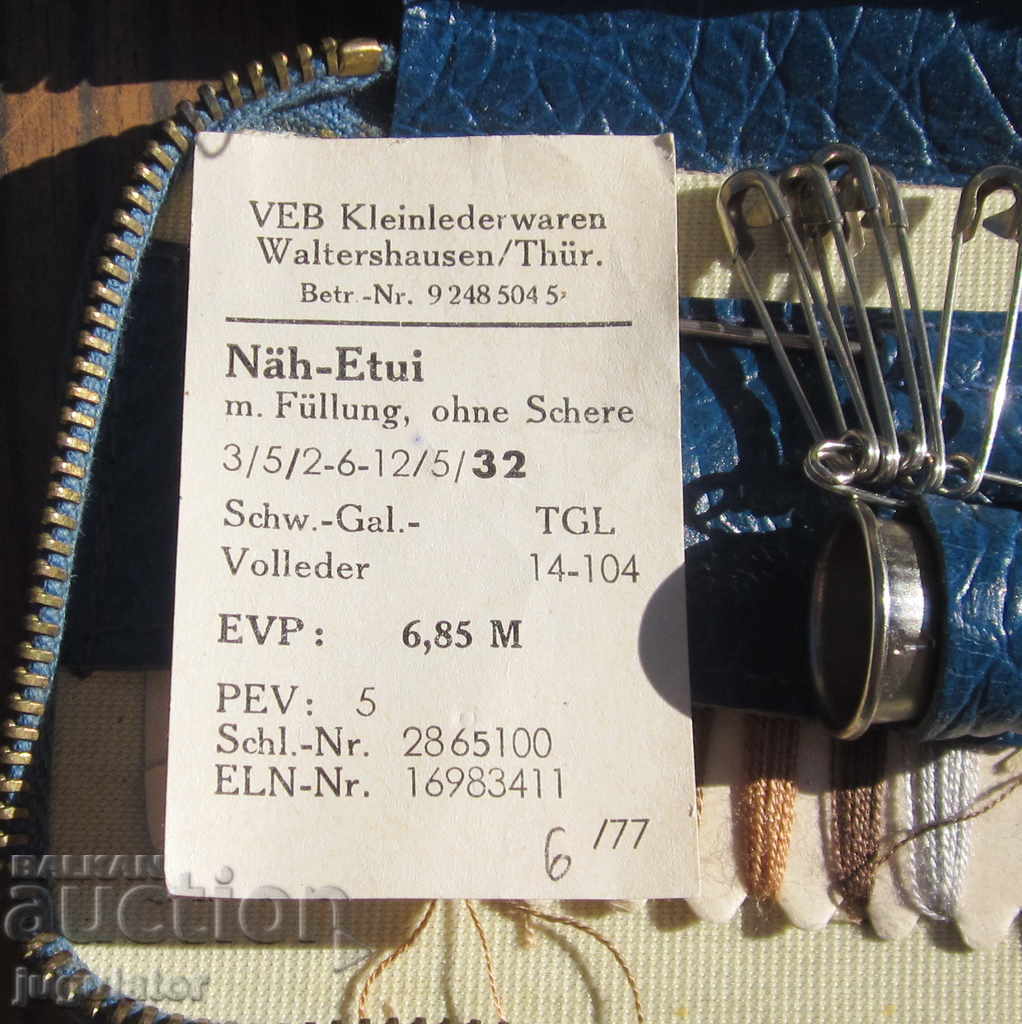 VEB Kleinlederwaren
Waltershausen/Thür.
Betr.-Nr. 9 248 504 5
Näh-Etui
m. Füllung, ohne Schere
3/5/2-6-12/5/32
Schw.-Gal.- TGL
Volleder 14-104
EVP: 6,85 M
PEV: 5
Schl.-Nr. 28 65100
ELN-Nr. 16983411
6 /77
BALKAN
auction
jugulator